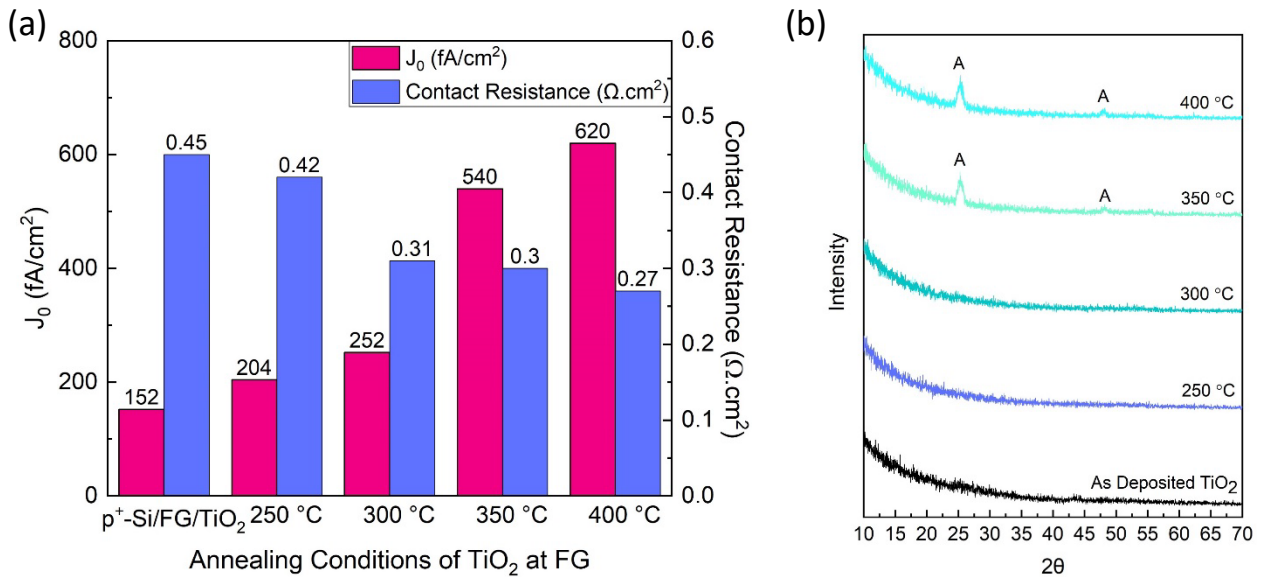 (a)
J₀ (fA/cm²)
Contact Resistance (Ω.cm²)
800
600
400
200
0
J₀ (fA/cm²)
152
0.45
204
0.42
252
0.31
540
0.3
620
0.27
0.6
0.5
0.4
0.3
0.2
0.1
0.0
Contact Resistance (Ω.cm²)
p⁺-Si/FG/TiO₂ 250 °C 300 °C 350 °C 400 °C
Annealing Conditions of TiO₂ at FG
(b)
Intensity
A
A
400 °C
A
A
350 °C
300 °C
250 °C
As Deposited TiO₂
10 15 20 25 30 35 40 45 50 55 60 65 70
2θ